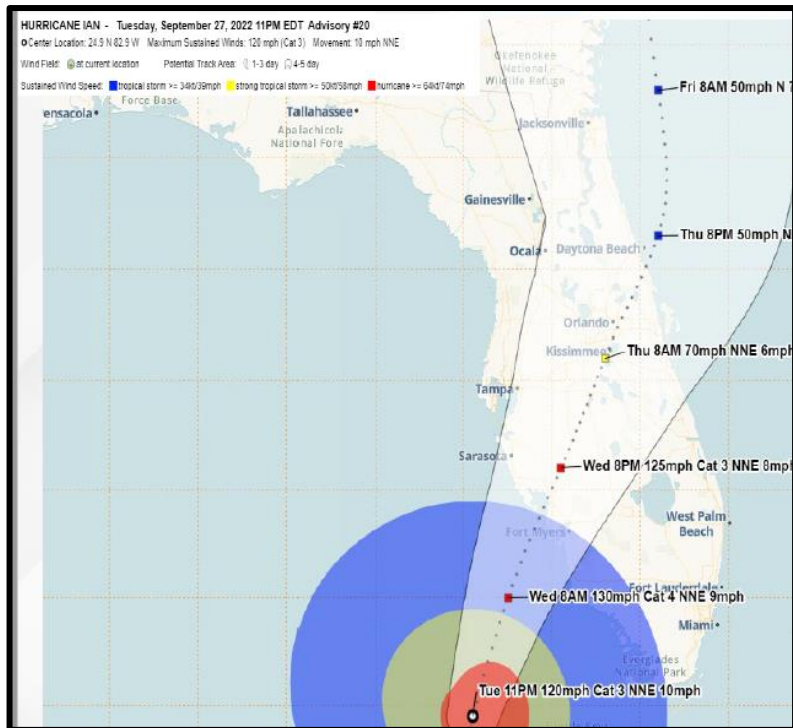 HURRICANE IAN - Tuesday, September 27, 2022 11PM EDT Advisory #20
Center Location: 24.9 N 82.9 W Maximum Sustained Winds: 120 mph (Cat 3) Movement: 10 mph NNE
Wind Field: at current location Potential Track Area: 1-3 day 4-5 day
Sustained Wind Speed: tropical storm >= 34kt/39mph strong tropical storm >= 50kt/58mph hurricane >= 64kt/74mph
Okefenokee
National
Wildlife Refuge
Force Base
ensacola
Tallahassee
Apalachicola
National Fore
Jacksonville
Fri 8AM 50mph N 7
Gainesville
Ocala
Daytona Beach
Thu 8PM 50mph N
Orlando
Kissimmee
Thu 8AM 70mph NNE 6mph
Tampa
Sarasota
Wed 8PM 125mph Cat 3 NNE 8mph
West Palm
Beach
Fort Myers
Fort Lauderdale
Wed 8AM 130mph Cat 4 NNE 9mph
Miami
Everglades
National Park
Tue 11PM 120mph Cat 3 NNE 10mph